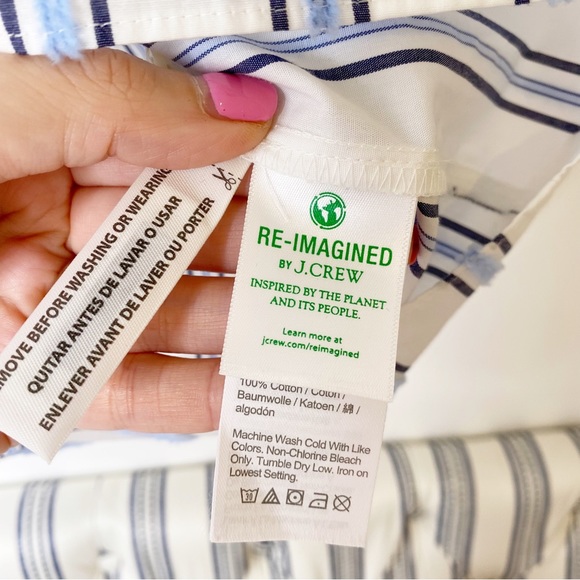 REMOVE BEFORE WASHING OR WEARING
QUITAR ANTES DE LAVAR O USAR
ENLEVER AVANT DE LAVER OU PORTER
RE-IMAGINED
BY J.CREW
INSPIRED BY THE PLANET
AND ITS PEOPLE.
Learn more at
jcrew.com/reimagined
100% Cotton / Coton /
Baumwolle / Katoen / 綿 /
algodón
Machine Wash Cold With Like
Colors. Non-Chlorine Bleach
Only. Tumble Dry Low. Iron on
Lowest Setting.
30